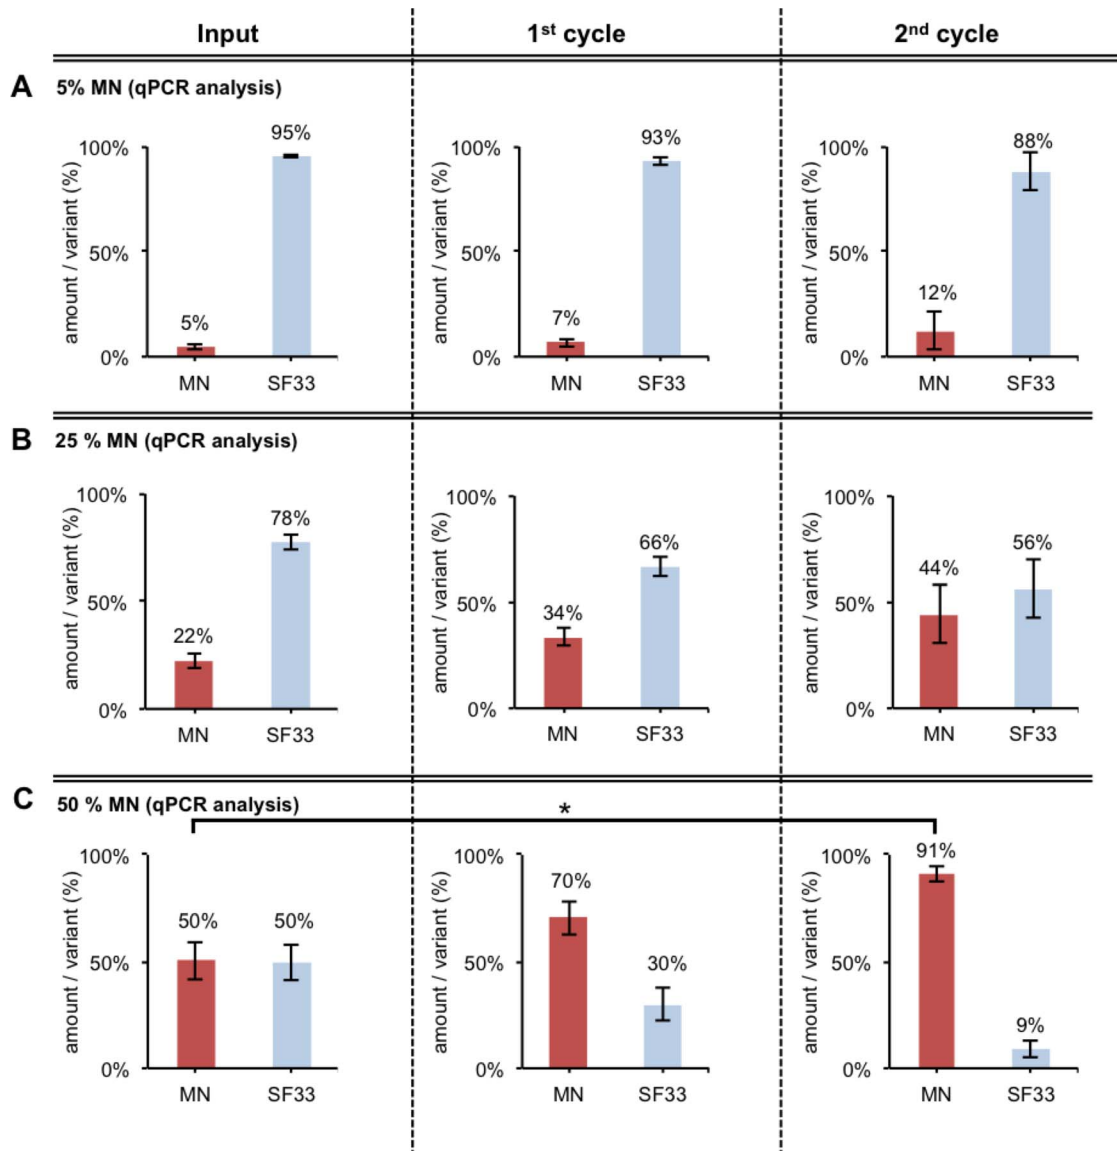 Input 1st cycle 2nd cycle
A 5% MN (qPCR analysis)
amount / variant (%)
100%
50%
0%
5%
95%
MN SF33
amount / variant (%)
100%
50%
0%
7%
93%
MN SF33
amount / variant (%)
100%
50%
0%
12%
88%
MN SF33
B 25 % MN (qPCR analysis)
amount / variant (%)
100%
50%
0%
22%
78%
MN SF33
amount / variant (%)
100%
50%
0%
34%
66%
MN SF33
amount / variant (%)
100%
50%
0%
44%
56%
MN SF33
C 50 % MN (qPCR analysis)
*
amount / variant (%)
100%
50%
0%
50%
50%
MN SF33
amount / variant (%)
100%
50%
0%
70%
30%
MN SF33
amount / variant (%)
100%
50%
0%
91%
9%
MN SF33